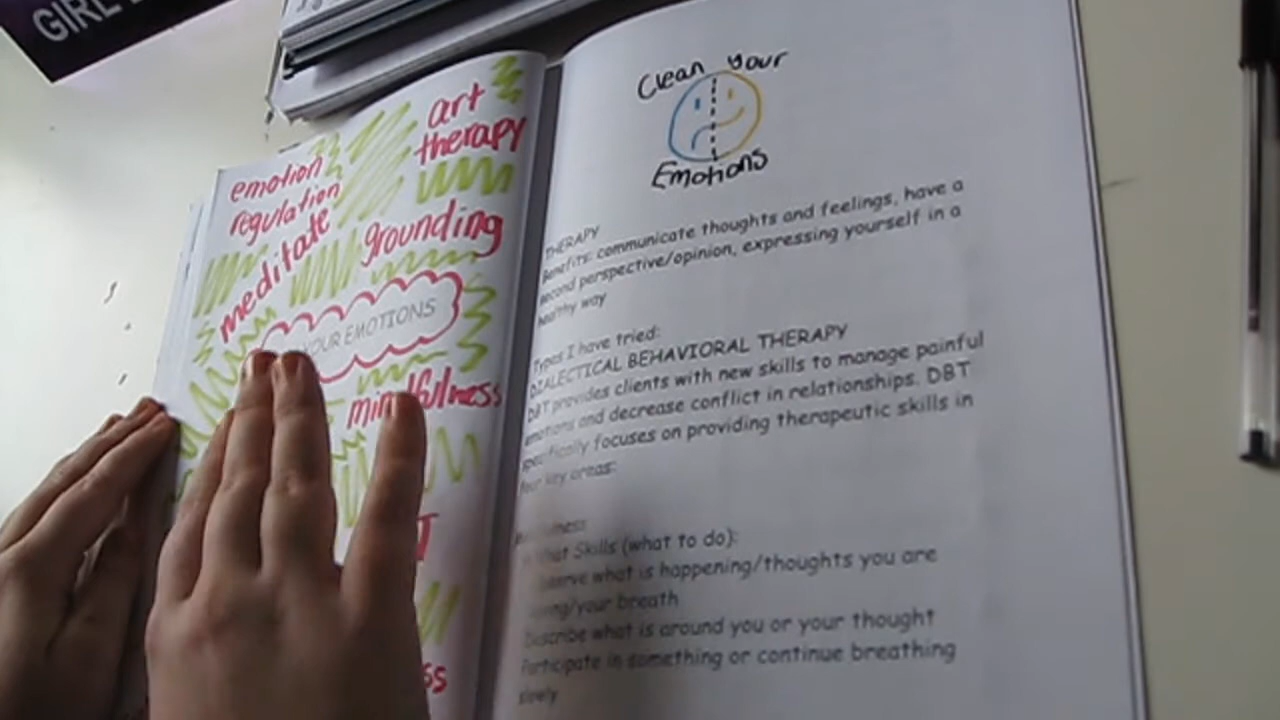 GIRL
art
therapy
emotion
regulation
meditate
grounding
YOUR EMOTIONS
mindfulness
Clean your
Emotions
THERAPY
Benefits: communicate thoughts and feelings, have a
second perspective/opinion, expressing yourself in a
healthy way
Types I have tried:
DIALECTICAL BEHAVIORAL THERAPY
DBT provides clients with new skills to manage painful
emotions and decrease conflict in relationships. DBT
specifically focuses on providing therapeutic skills in
four key areas:
What Skills (what to do):
what is happening/thoughts you are
breath
Describe what is around you or your thought
Participate in something or continue breathing
slowly